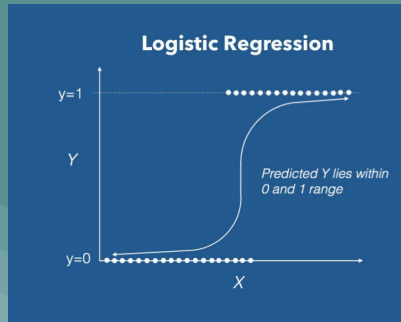 Logistic Regression
y=1
Y
Predicted Y lies within
0 and 1 range
y=0
X